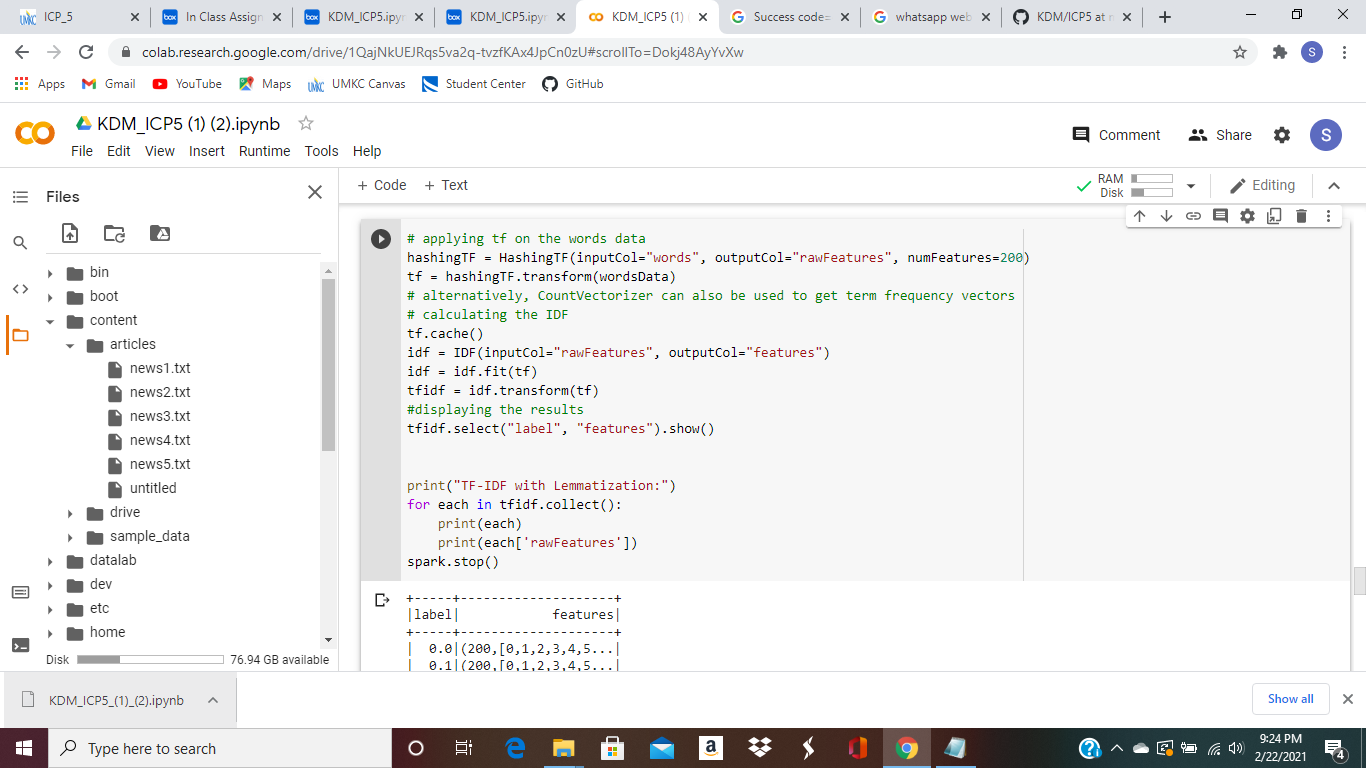 ICP_5
In Class Assign
KDM_ICP5.ipyr
KDM_ICP5.ipyr
KDM_ICP5 (1) (
Success code=
whatsapp web
KDM/ICP5 at n
colab.research.google.com/drive/1QajNkUEJRqs5va2q-tvzfKAx4JpCn0zU#scrollTo=Dokj48AyYvXw
S
Apps
Gmail
YouTube
Maps
UMKC Canvas
Student Center
GitHub
KDM_ICP5 (1) (2).ipynb
Comment
Share
S
File Edit View Insert Runtime Tools Help
Files
+ Code + Text
RAM
Disk
Editing
bin
boot
content
articles
news1.txt
news2.txt
news3.txt
news4.txt
news5.txt
untitled
drive
sample_data
datalab
dev
etc
home
Disk 76.94 GB available
# applying tf on the words data
hashingTF = HashingTF(inputCol="words", outputCol="rawFeatures", numFeatures=200)
tf = hashingTF.transform(wordsData)
# alternatively, CountVectorizer can also be used to get term frequency vectors
# calculating the IDF
tf.cache()
idf = IDF(inputCol="rawFeatures", outputCol="features")
idf = idf.fit(tf)
tfidf = idf.transform(tf)
#displaying the results
tfidf.select("label", "features").show()
print("TF-IDF with Lemmatization:")
for each in tfidf.collect():
    print(each)
    print(each['rawFeatures'])
spark.stop()
+-----+--------------------+
|label|            features|
+-----+--------------------+
|  0.0|(200,[0,1,2,3,4,5...|
|  0.1|(200,[0,1,2,3,4,5...|
KDM_ICP5_(1)_(2).ipynb
Show all
Type here to search
9:24 PM
2/22/2021
4